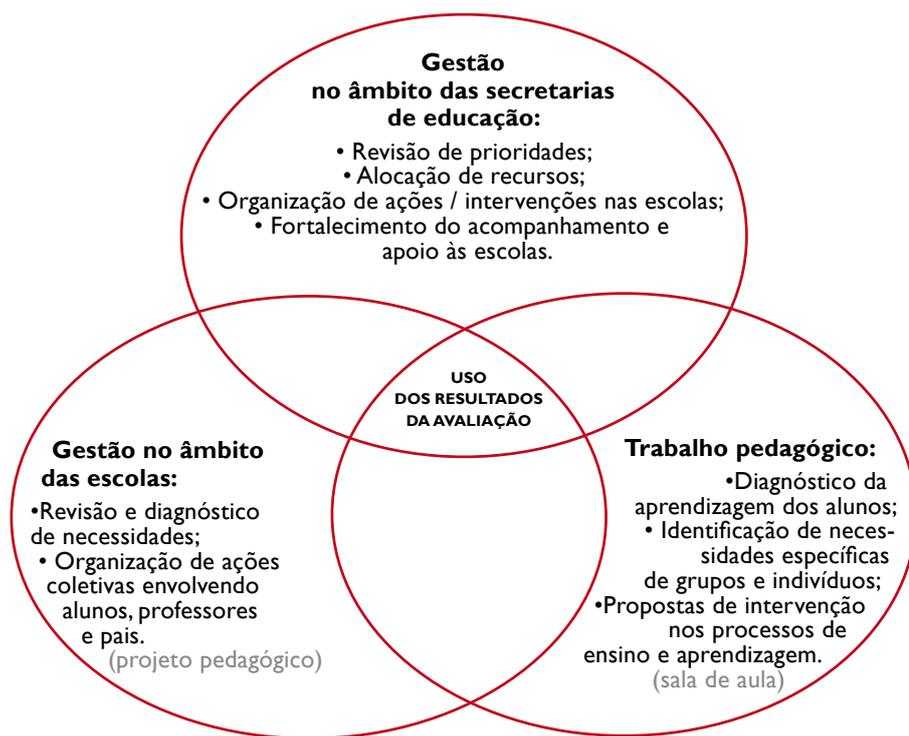 Gestão
no âmbito das secretarias
de educação:
• Revisão de prioridades;
• Alocação de recursos;
• Organização de ações / intervenções nas escolas;
• Fortalecimento do acompanhamento e
apoio às escolas.
USO
DOS RESULTADOS
DA AVALIAÇÃO
Gestão no âmbito
das escolas:
•Revisão e diagnóstico
de necessidades;
• Organização de ações
coletivas envolvendo
alunos, professores
e pais.
(projeto pedagógico)
Trabalho pedagógico:
•Diagnóstico da
aprendizagem dos alunos;
• Identificação de neces-
sidades específicas
de grupos e indivíduos;
•Propostas de intervenção
nos processos de
ensino e aprendizagem.
(sala de aula)